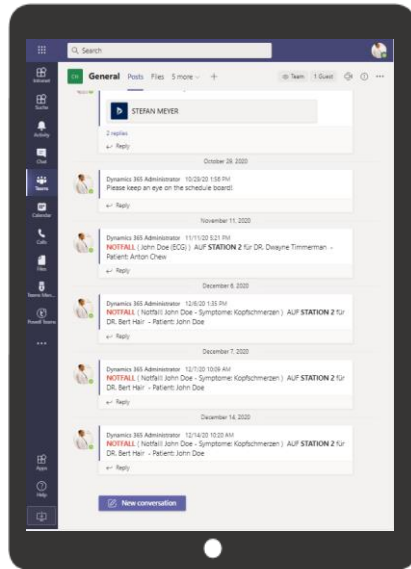 Search
General Posts Files 5 more +
Team 1 Guest
Intranet
Suche
Activity
Chat
Teams
Calendar
Calls
Files
Powell Teams
Apps
Help
STEFAN MEYER
2 replies
Reply
October 28, 2020
Dynamics 365 Administrator 10/28/20 1:58 PM
Please keep an eye on the schedule board!
Reply
November 11, 2020
Dynamics 365 Administrator 11/11/20 5:21 PM
NOTFALL ( John Doe (ECG) ) AUF STATION 2 für DR. Dwayne Timmerman -
Patient: Anton Chew
Reply
December 6, 2020
Dynamics 365 Administrator 12/6/20 1:35 PM
NOTFALL ( Notfall! John Doe - Symptome: Kopfschmerzen ) AUF STATION 2 für
DR. Bert Hair - Patient: John Doe
Reply
December 7, 2020
Dynamics 365 Administrator 12/7/20 10:09 AM
NOTFALL ( Notfall! John Doe - Symptome: Kopfschmerzen ) AUF STATION 2 für
DR. Bert Hair - Patient: John Doe
Reply
December 14, 2020
Dynamics 365 Administrator 12/14/20 10:20 AM
NOTFALL ( Notfall! John Doe - Symptome: Kopfschmerzen ) AUF STATION 2 für
DR. Bert Hair - Patient: John Doe
Reply
New conversation